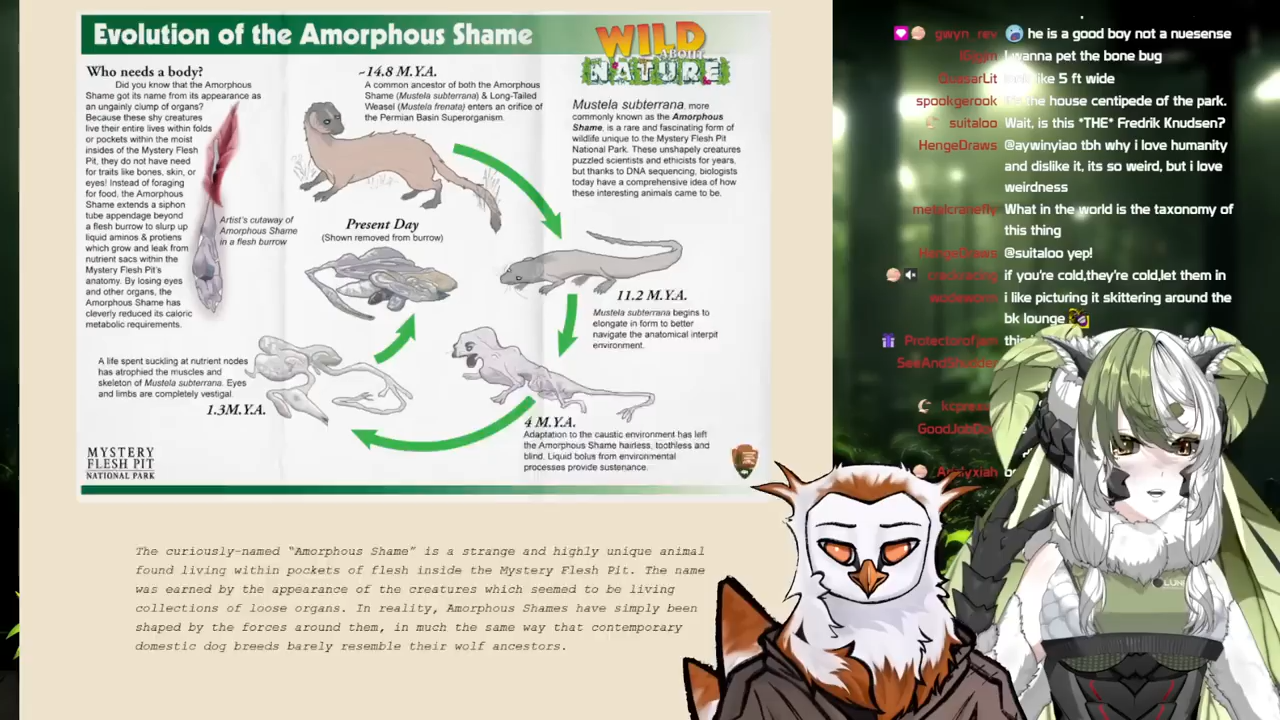 Evolution of the Amorphous Shame
WILD
ABOUT
NATURE
Who needs a body?
Did you know that the Amorphous
Shame got its name from its appearance as
an ungainly clump of organs?
Because these shy creatures
live their entire lives within folds
or pockets within the moist
insides of the Mystery Flesh
Pit, they do not have need
for traits like bones, skin, or
eyes! Instead of foraging
for food, the Amorphous
Shame extends a siphon
tube appendage beyond
a flesh burrow to slurp up
liquid aminos & protiens
which grow and leak from
nutrient sacs within the
Mystery Flesh Pit's
anatomy. By losing eyes
and other organs, the
Amorphous Shame has
cleverly reduced its caloric
metabolic requirements.
Artist's cutaway of
Amorphous Shame
in a flesh burrow
~14.8 M.Y.A.
A common ancestor of both the Amorphous
Shame (Mustela subterrana) & Long-Tailed
Weasel (Mustela frenata) enters an orifice of
the Permian Basin Superorganism.
Mustela subterrana, more
commonly known as the Amorphous
Shame, is a rare and fascinating form of
wildlife unique to the Mystery Flesh Pit
National Park. These unshapely creatures
puzzled scientists and ethicists for years,
but thanks to DNA sequencing, biologists
today have a comprehensive idea of how
these interesting animals came to be.
Present Day
(Shown removed from burrow)
11.2 M.Y.A.
Mustela subterrana begins to
elongate in form to better
navigate the anatomical interpit
environment.
A life spent suckling at nutrient nodes
has atrophied the muscles and
skeleton of Mustela subterrana. Eyes
and limbs are completely vestigal.
1.3M.Y.A.
4 M.Y.A.
Adaptation to the caustic environment has left
the Amorphous Shame hairless, toothless and
blind. Liquid bolus from environmental
processes provide sustenance.
MYSTERY
FLESH PIT
NATIONAL PARK
The curiously-named “Amorphous Shame” is a strange and highly unique animal
found living within pockets of flesh inside the Mystery Flesh Pit. The name
was earned by the appearance of the creatures which seemed to be living
collections of loose organs. In reality, Amorphous Shames have simply been
shaped by the forces around them, in much the same way that contemporary
domestic dog breeds barely resemble their wolf ancestors.
gwyn_rev he is a good boy not a nuesense
I wanna pet the bone bug
QuasarLit like 5 ft wide
spookgerook the house centipede of the park.
suitaloo Wait, is this *THE* Fredrik Knudsen?
HengeDraws @aywinyiao tbh why i love humanity
and dislike it, its so weird, but i love
weirdness
metalcranefly What in the world is the taxonomy of
this thing
HengeDraws @suitaloo yep!
if you're cold,they're cold,let them in
i like picturing it skittering around the
bk lounge